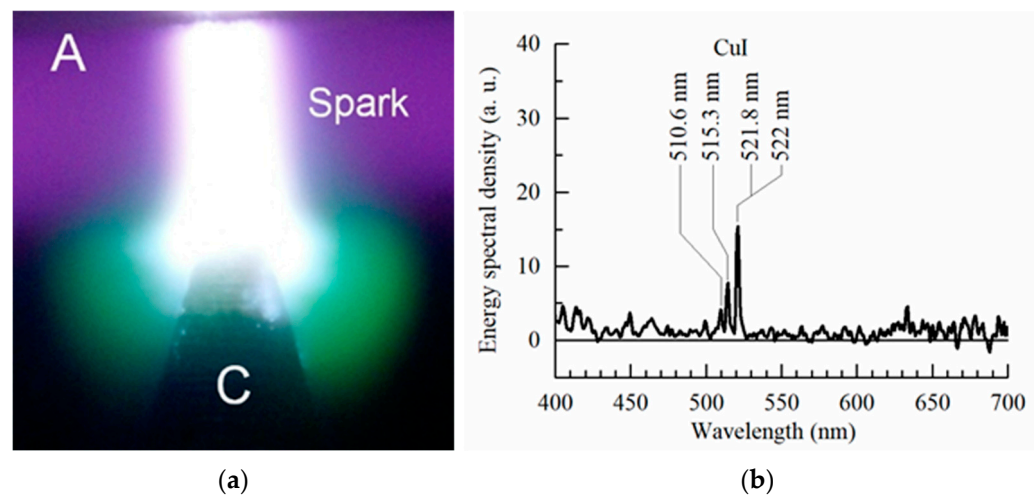 A
Spark
C
(a)
Energy spectral density (a. u.)
40
30
20
10
0
CuI
510.6 nm
515.3 nm
521.8 nm
522 nm
400 450 500 550 600 650 700
Wavelength (nm)
(b)